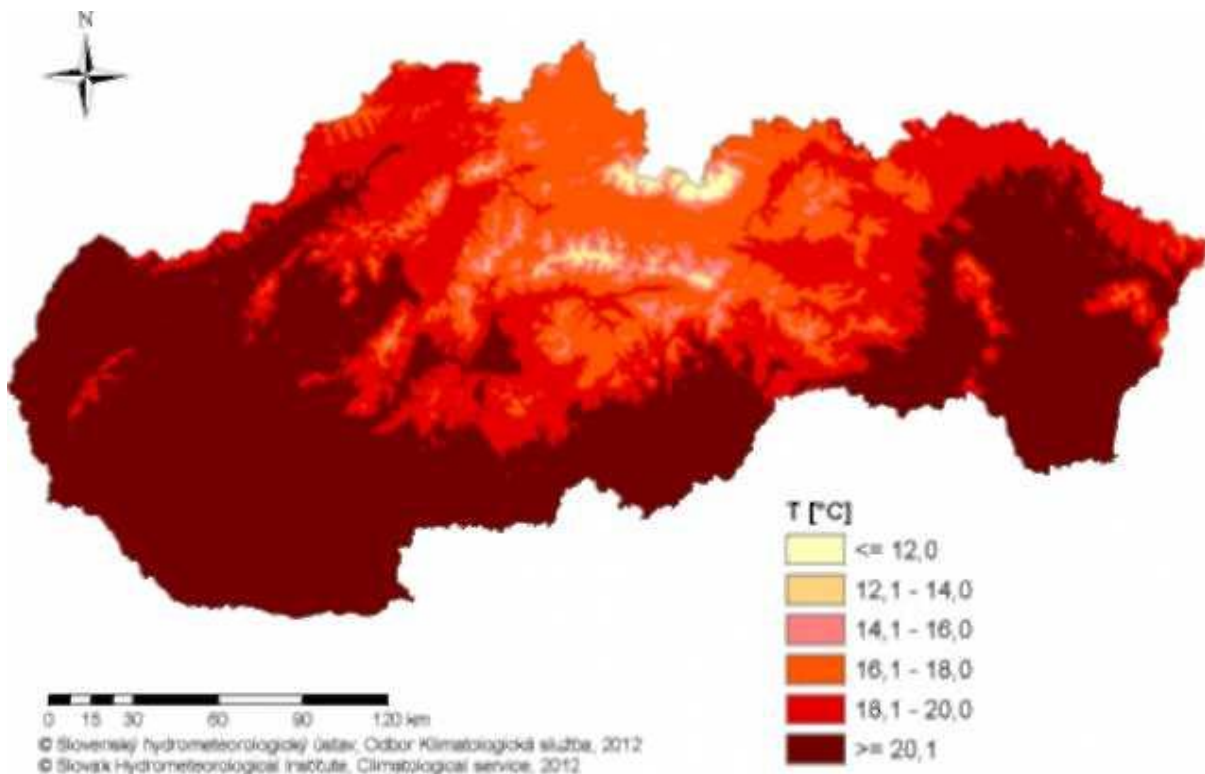 N
T [°C]
<= 12,0
12,1 - 14,0
14,1 - 16,0
16,1 - 18,0
18,1 - 20,0
>= 20,1
0 15 30 60 90 120 km
© Slovenský hydrometeorologický ústav, Odbor Klimatologická služba, 2012
© Slovak Hydrometeorological Institute, Climatological service, 2012